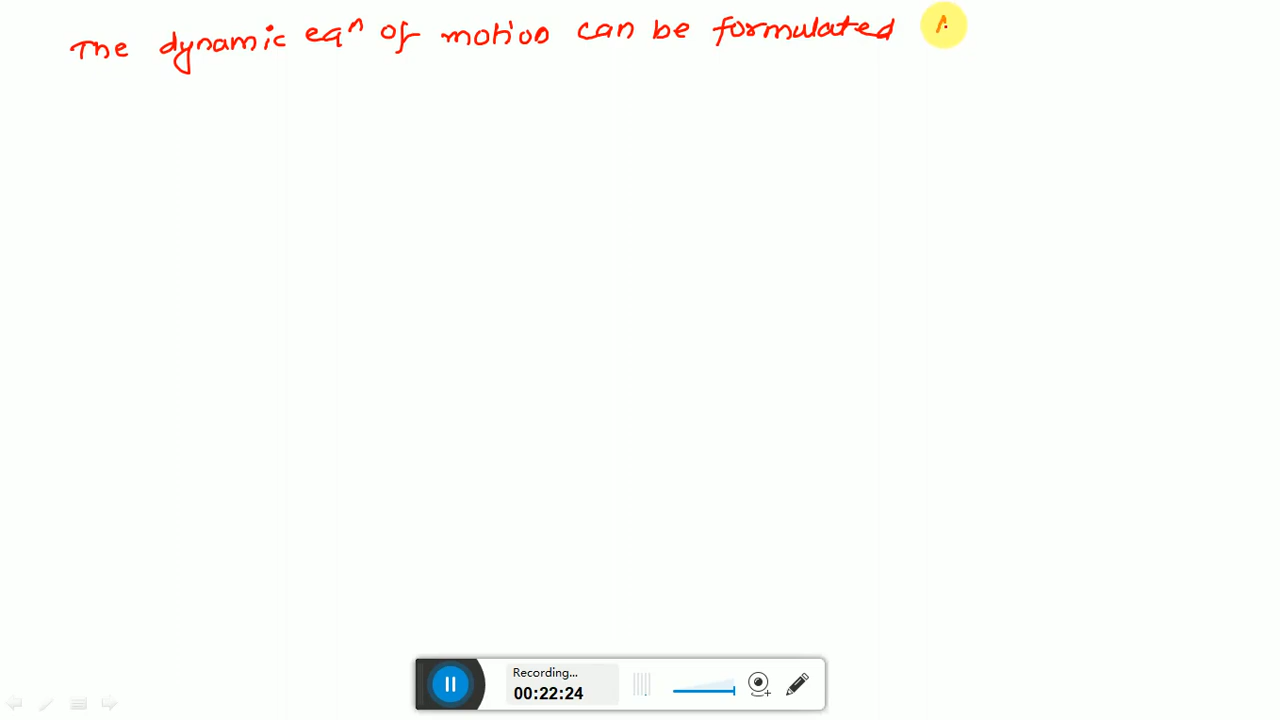 The dynamic eqⁿ of motion can be formulated
Recording...
00:22:24